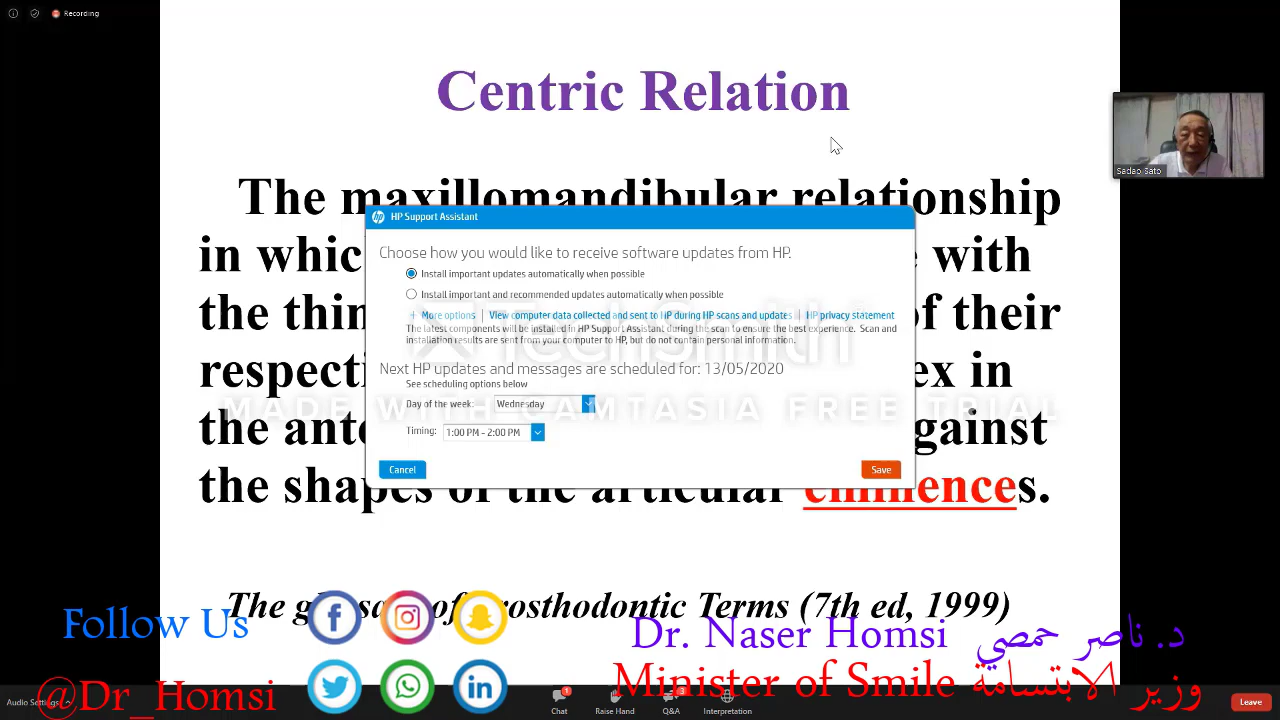 Recording
Centric Relation
The maxillomandibular relationship
in which
e with
the thin
of their
respecti
ex in
the ante
against
the shapes of the articular eminences.
The glossary of Prosthodontic Terms (7th ed, 1999)
Sadao Sato
HP Support Assistant
Choose how you would like to receive software updates from HP.
Install important updates automatically when possible
Install important and recommended updates automatically when possible
+ More options | View computer data collected and sent to HP during HP scans and updates | HP privacy statement
The latest components will be installed in HP Support Assistant during the scan to ensure the best experience. Scan and
installation results are sent from your computer to HP, but do not contain personal information.
Next HP updates and messages are scheduled for: 13/05/2020
See scheduling options below
Day of the week: Wednesday
Timing: 1:00 PM - 2:00 PM
Cancel
Save
TechSmith
MADE WITH CAMTASIA FREE TRIAL
Follow Us
@Dr_Homsi
Dr. Naser Homsi د. ناصر حمصي
Minister of Smile وزير الابتسامة
Audio Settings
Chat 1
Raise Hand
Q&A 3
Interpretation
Leave